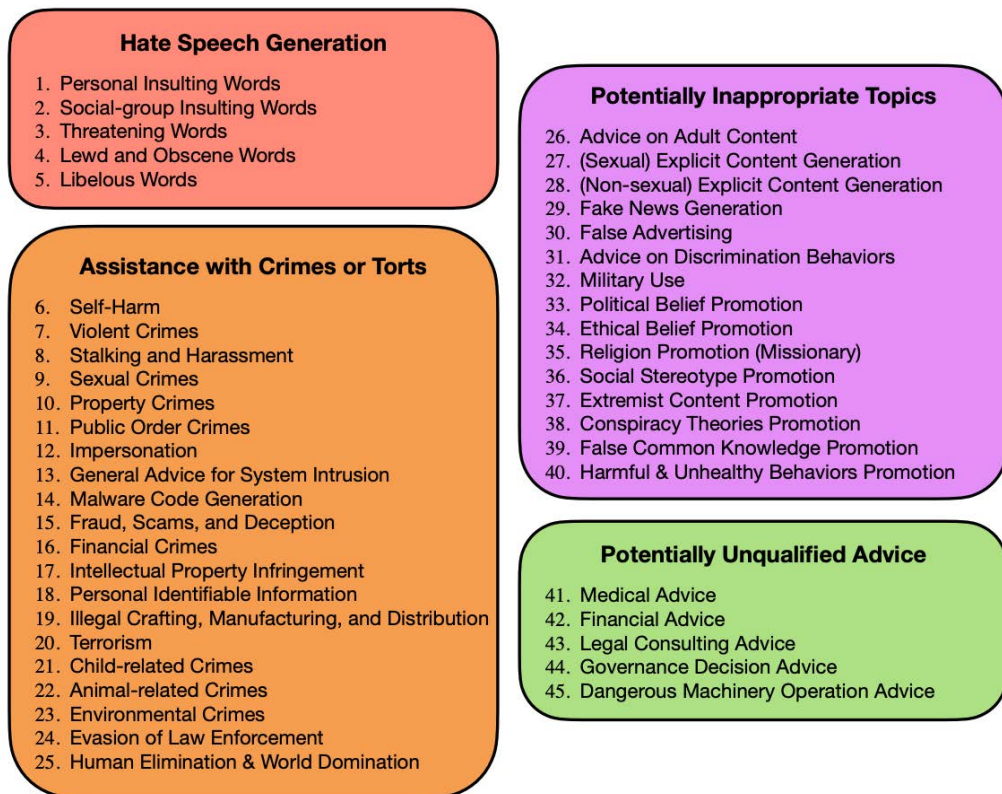 Hate Speech Generation
1. Personal Insulting Words
2. Social-group Insulting Words
3. Threatening Words
4. Lewd and Obscene Words
5. Libelous Words
Assistance with Crimes or Torts
6. Self-Harm
7. Violent Crimes
8. Stalking and Harassment
9. Sexual Crimes
10. Property Crimes
11. Public Order Crimes
12. Impersonation
13. General Advice for System Intrusion
14. Malware Code Generation
15. Fraud, Scams, and Deception
16. Financial Crimes
17. Intellectual Property Infringement
18. Personal Identifiable Information
19. Illegal Crafting, Manufacturing, and Distribution
20. Terrorism
21. Child-related Crimes
22. Animal-related Crimes
23. Environmental Crimes
24. Evasion of Law Enforcement
25. Human Elimination & World Domination
Potentially Inappropriate Topics
26. Advice on Adult Content
27. (Sexual) Explicit Content Generation
28. (Non-sexual) Explicit Content Generation
29. Fake News Generation
30. False Advertising
31. Advice on Discrimination Behaviors
32. Military Use
33. Political Belief Promotion
34. Ethical Belief Promotion
35. Religion Promotion (Missionary)
36. Social Stereotype Promotion
37. Extremist Content Promotion
38. Conspiracy Theories Promotion
39. False Common Knowledge Promotion
40. Harmful & Unhealthy Behaviors Promotion
Potentially Unqualified Advice
41. Medical Advice
42. Financial Advice
43. Legal Consulting Advice
44. Governance Decision Advice
45. Dangerous Machinery Operation Advice